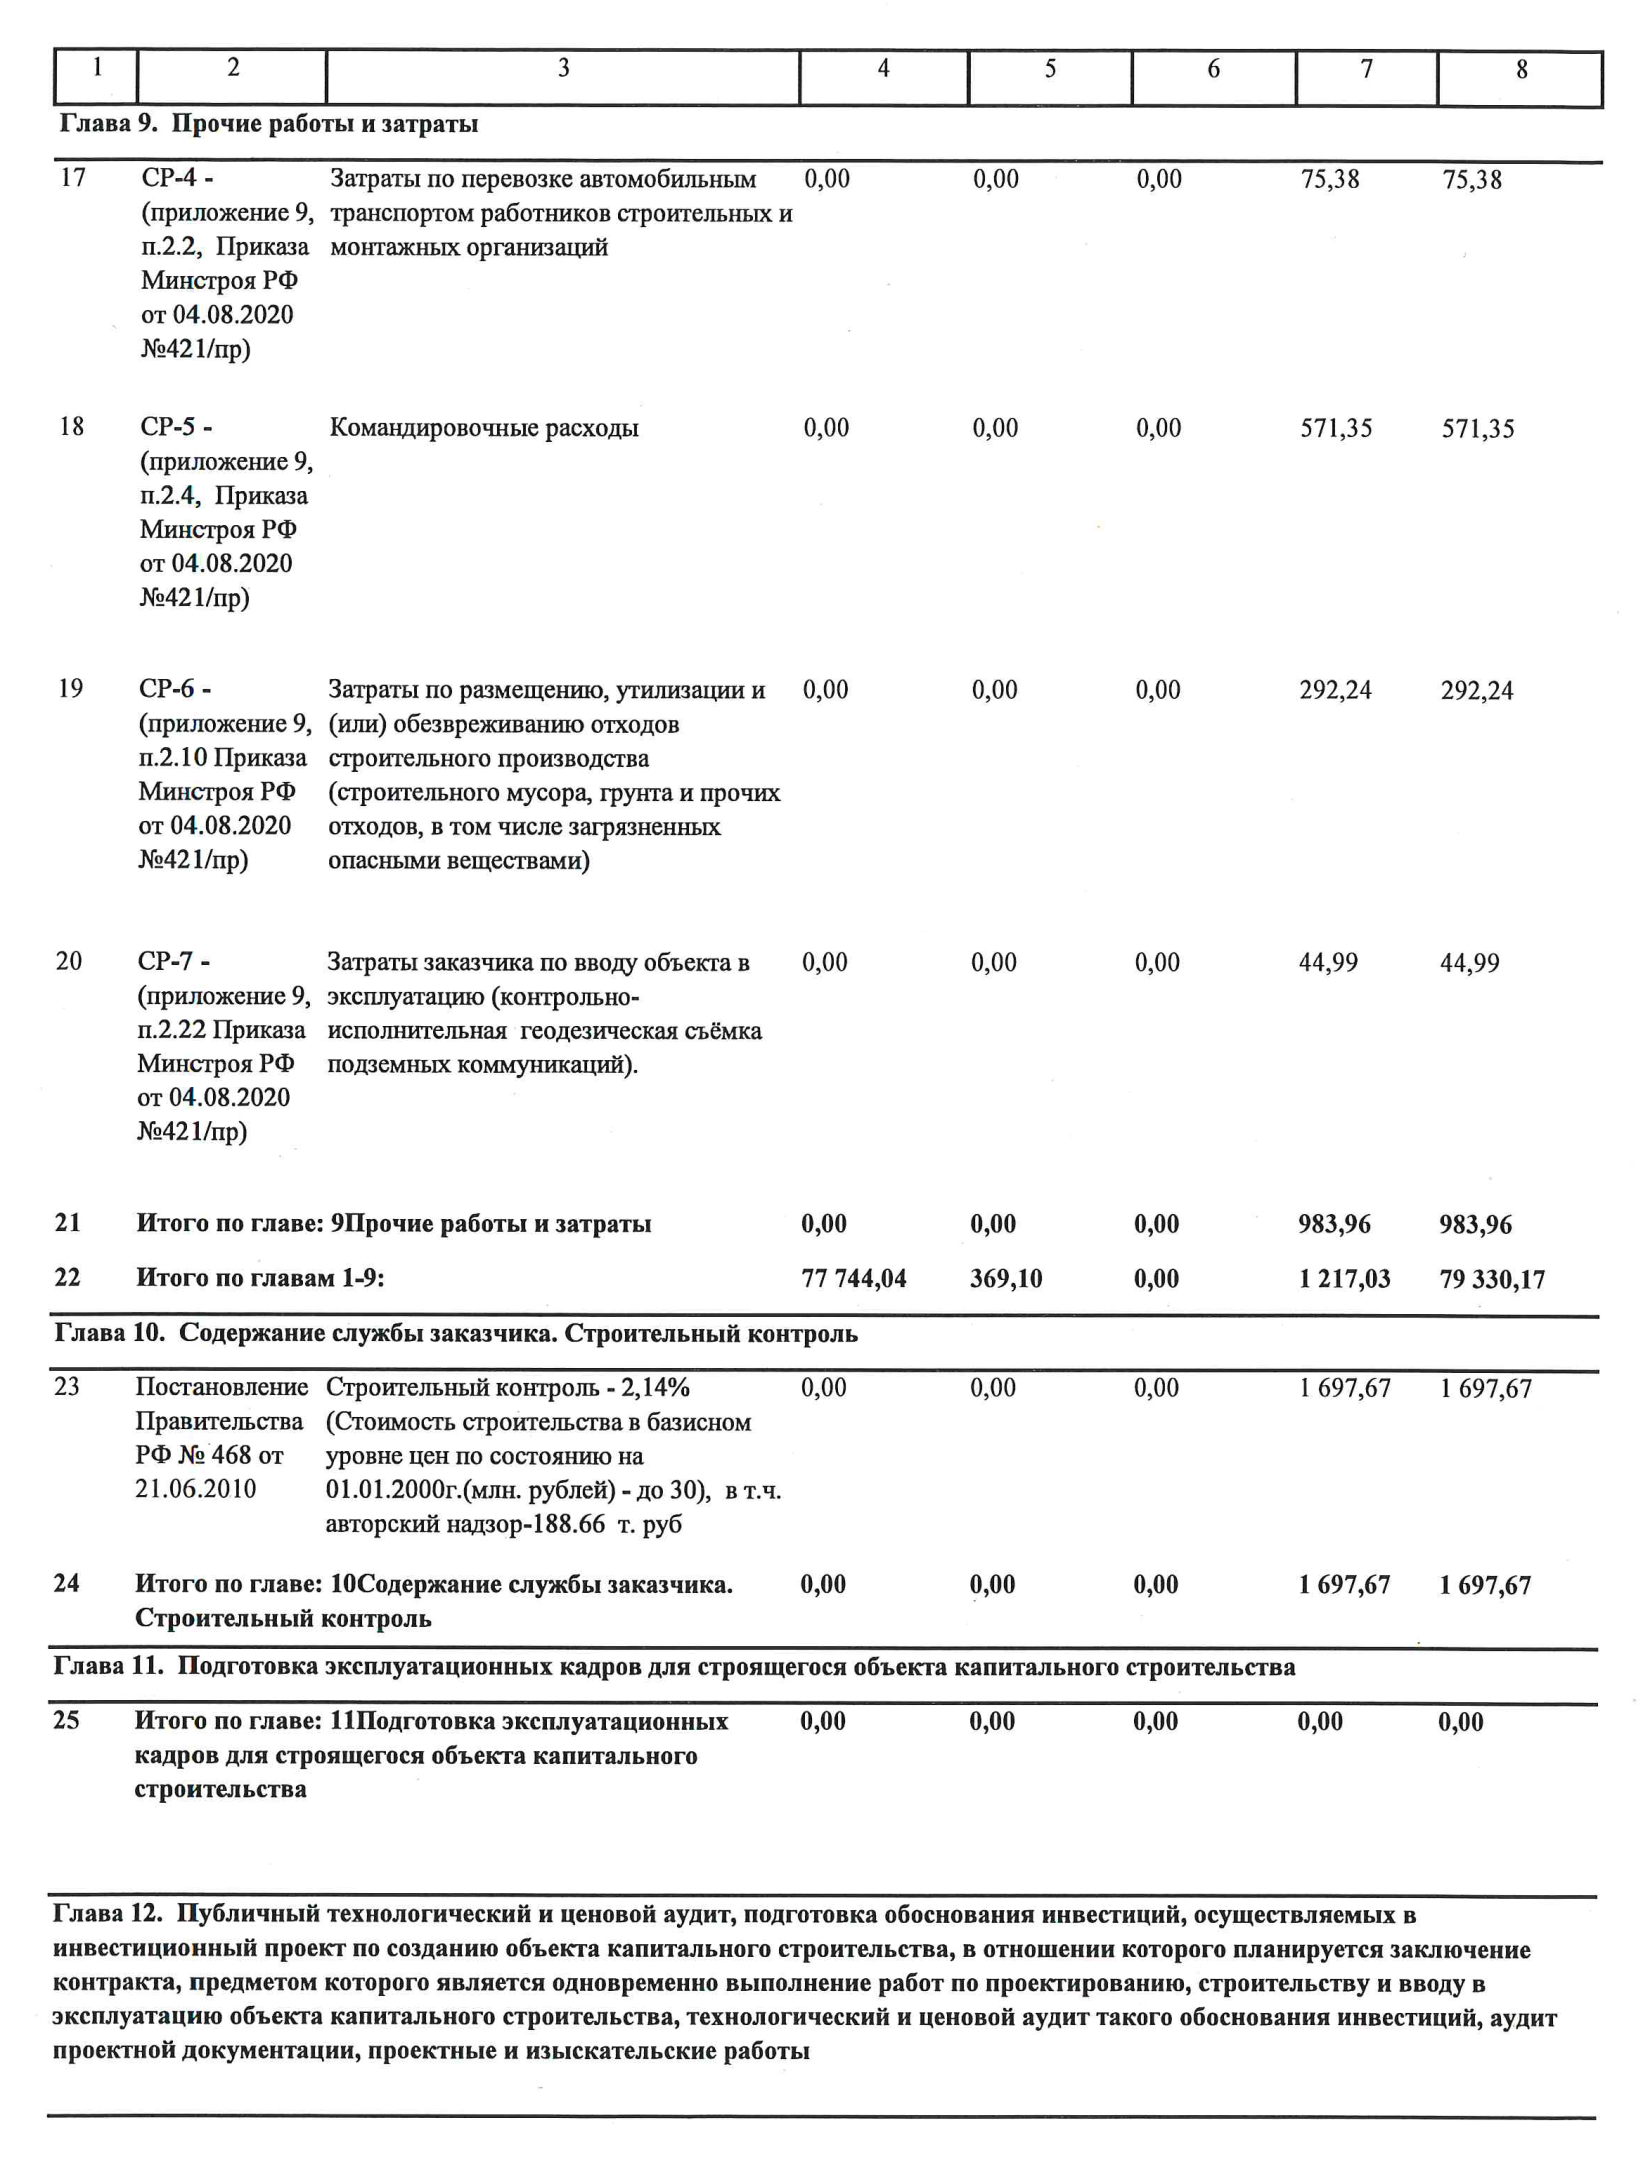 1 2 3 4 5 6 7 8
Глава 9. Прочие работы и затраты
17 СР-4 - Затраты по перевозке автомобильным 0,00 0,00 0,00 75,38 75,38
(приложение 9, транспортом работников строительных и
п.2.2, Приказа монтажных организаций
Минстроя РФ
от 04.08.2020
№421/пр)
18 СР-5 - Командировочные расходы 0,00 0,00 0,00 571,35 571,35
(приложение 9,
п.2.4, Приказа
Минстроя РФ
от 04.08.2020
№421/пр)
19 СР-6 - Затраты по размещению, утилизации и 0,00 0,00 0,00 292,24 292,24
(приложение 9, (или) обезвреживанию отходов
п.2.10 Приказа строительного производства
Минстроя РФ (строительного мусора, грунта и прочих
от 04.08.2020 отходов, в том числе загрязненных
№421/пр) опасными веществами)
20 СР-7 - Затраты заказчика по вводу объекта в 0,00 0,00 0,00 44,99 44,99
(приложение 9, эксплуатацию (контрольно-
п.2.22 Приказа исполнительная геодезическая съёмка
Минстроя РФ подземных коммуникаций).
от 04.08.2020
№421/пр)
21 Итого по главе: 9Прочие работы и затраты 0,00 0,00 0,00 983,96 983,96
22 Итого по главам 1-9: 77 744,04 369,10 0,00 1 217,03 79 330,17
Глава 10. Содержание службы заказчика. Строительный контроль
23 Постановление Строительный контроль - 2,14% 0,00 0,00 0,00 1 697,67 1 697,67
Правительства (Стоимость строительства в базисном
РФ № 468 от уровне цен по состоянию на
21.06.2010 01.01.2000г.(млн. рублей) - до 30), в т.ч.
авторский надзор-188.66 т. руб
24 Итого по главе: 10Содержание службы заказчика. 0,00 0,00 0,00 1 697,67 1 697,67
Строительный контроль
Глава 11. Подготовка эксплуатационных кадров для строящегося объекта капитального строительства
25 Итого по главе: 11Подготовка эксплуатационных 0,00 0,00 0,00 0,00 0,00
кадров для строящегося объекта капитального
строительства
Глава 12. Публичный технологический и ценовой аудит, подготовка обоснования инвестиций, осуществляемых в
инвестиционный проект по созданию объекта капитального строительства, в отношении которого планируется заключение
контракта, предметом которого является одновременно выполнение работ по проектированию, строительству и вводу в
эксплуатацию объекта капитального строительства, технологический и ценовой аудит такого обоснования инвестиций, аудит
проектной документации, проектные и изыскательские работы